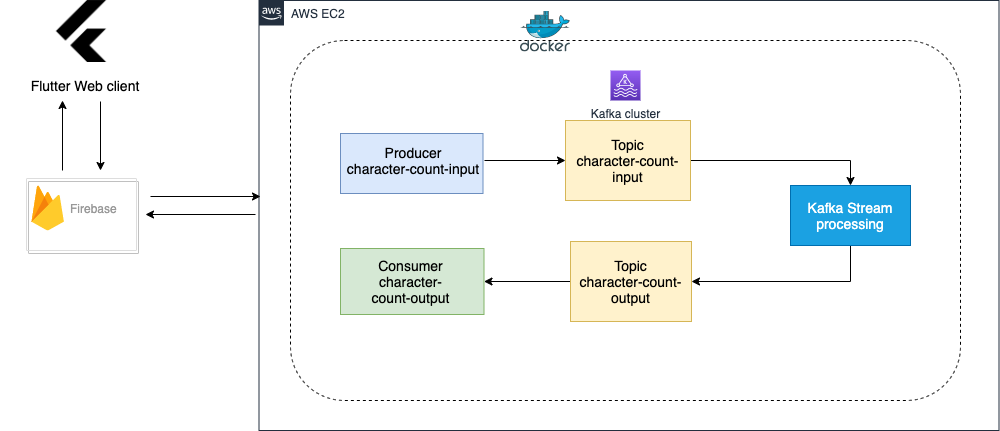 aws
AWS EC2
docker
Flutter Web client
Kafka cluster
Producer
character-count-input
Topic
character-count-
input
Firebase
Kafka Stream
processing
Consumer
character-
count-output
Topic
character-count-
output